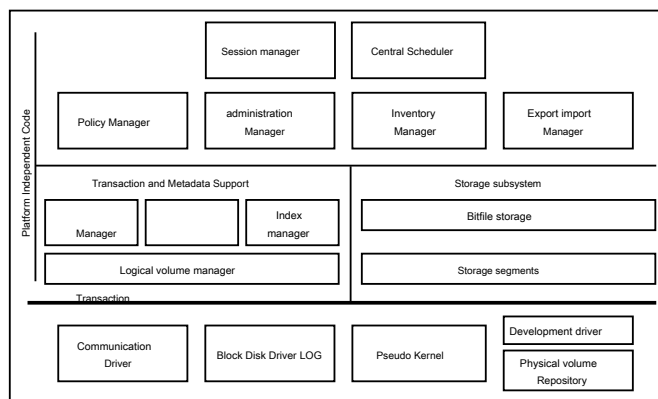 Session manager
Central Scheduler
Policy Manager
administration
Manager
Inventory
Manager
Export import
Manager
Platform Independent Code
Transaction and Metadata Support
Storage subsystem
Manager
Index
manager
Bitfile storage
Logical volume manager
Storage segments
Transaction
Communication
Driver
Block Disk Driver LOG
Pseudo Kernel
Development driver
Physical volume
Repository